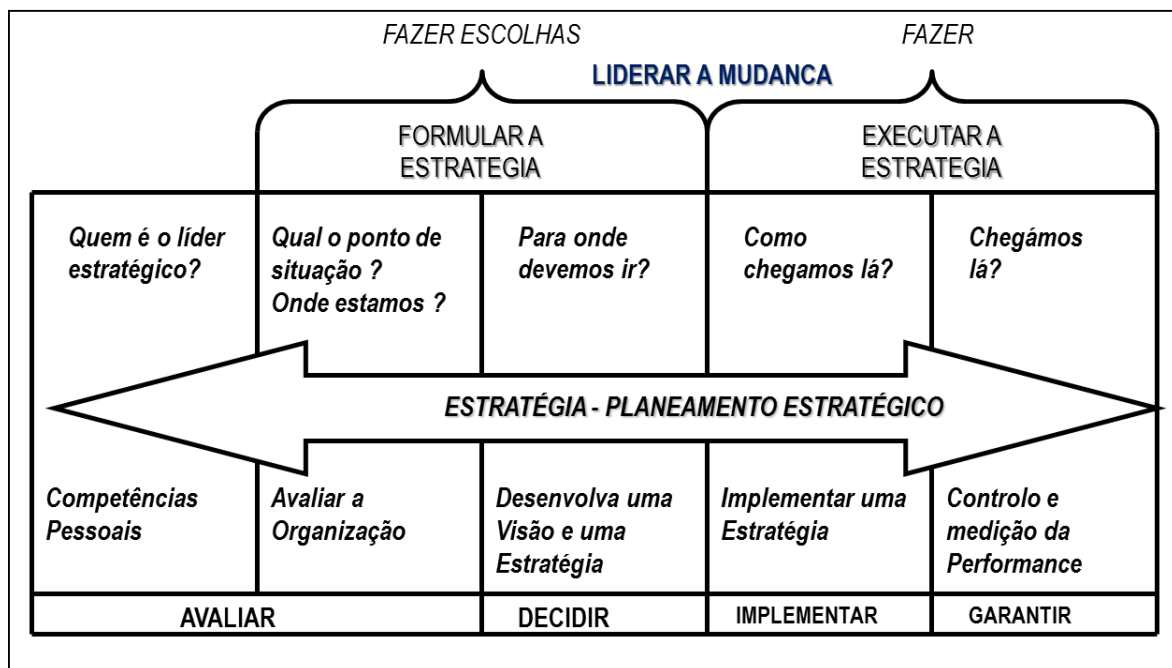 FAZER ESCOLHAS
FAZER
LIDERAR A MUDANCA
FORMULAR A
ESTRATEGIA
EXECUTAR A
ESTRATEGIA
Quem é o líder
estratégico?
Qual o ponto de
situação ?
Onde estamos ?
Para onde
devemos ir?
Como
chegamos lá?
Chegámos
lá?
ESTRATÉGIA - PLANEAMENTO ESTRATÉGICO
Competências
Pessoais
Avaliar a
Organização
Desenvolva uma
Visão e uma
Estratégia
Implementar uma
Estratégia
Controlo e
medição da
Performance
AVALIAR
DECIDIR
IMPLEMENTAR
GARANTIR